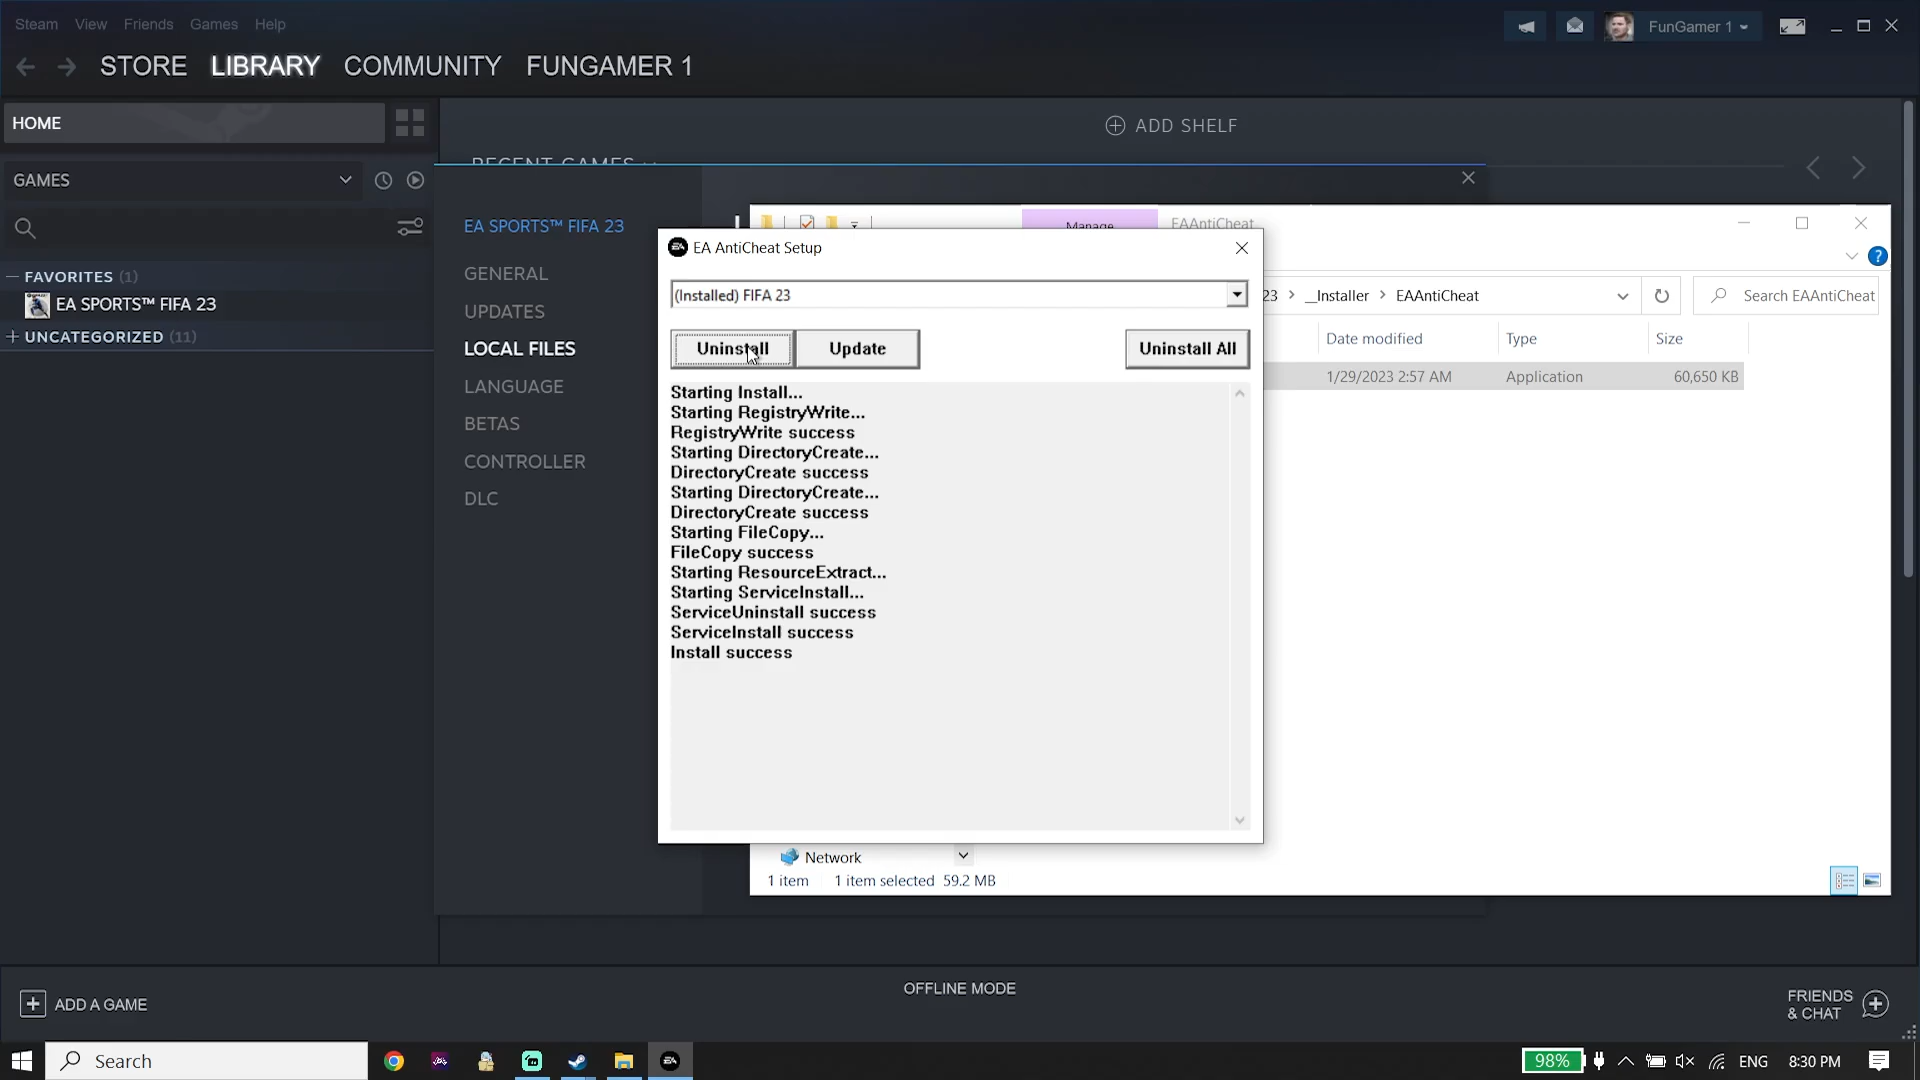 Steam View Friends Games Help
FunGamer 1
STORE LIBRARY COMMUNITY FUNGAMER 1
HOME
ADD SHELF
RECENT GAMES
GAMES
EA SPORTS™ FIFA 23
Manage
EAAntiCheat
EA AntiCheat Setup
GENERAL
FAVORITES (1)
EA SPORTS™ FIFA 23
(Installed) FIFA 23
23 > __Installer > EAAntiCheat
Search EAAntiCheat
UPDATES
UNCATEGORIZED (11)
LOCAL FILES
Uninstall Update Uninstall All
Date modified Type Size
1/29/2023 2:57 AM Application 60,650 KB
LANGUAGE
BETAS
CONTROLLER
DLC
Starting Install...
Starting RegistryWrite...
RegistryWrite success
Starting DirectoryCreate...
DirectoryCreate success
Starting DirectoryCreate...
DirectoryCreate success
Starting FileCopy...
FileCopy success
Starting ResourceExtract...
Starting ServiceInstall...
ServiceUninstall success
ServiceInstall success
Install success
Network
1 item 1 item selected 59.2 MB
ADD A GAME
OFFLINE MODE
FRIENDS
& CHAT
Search
98%
ENG
8:30 PM